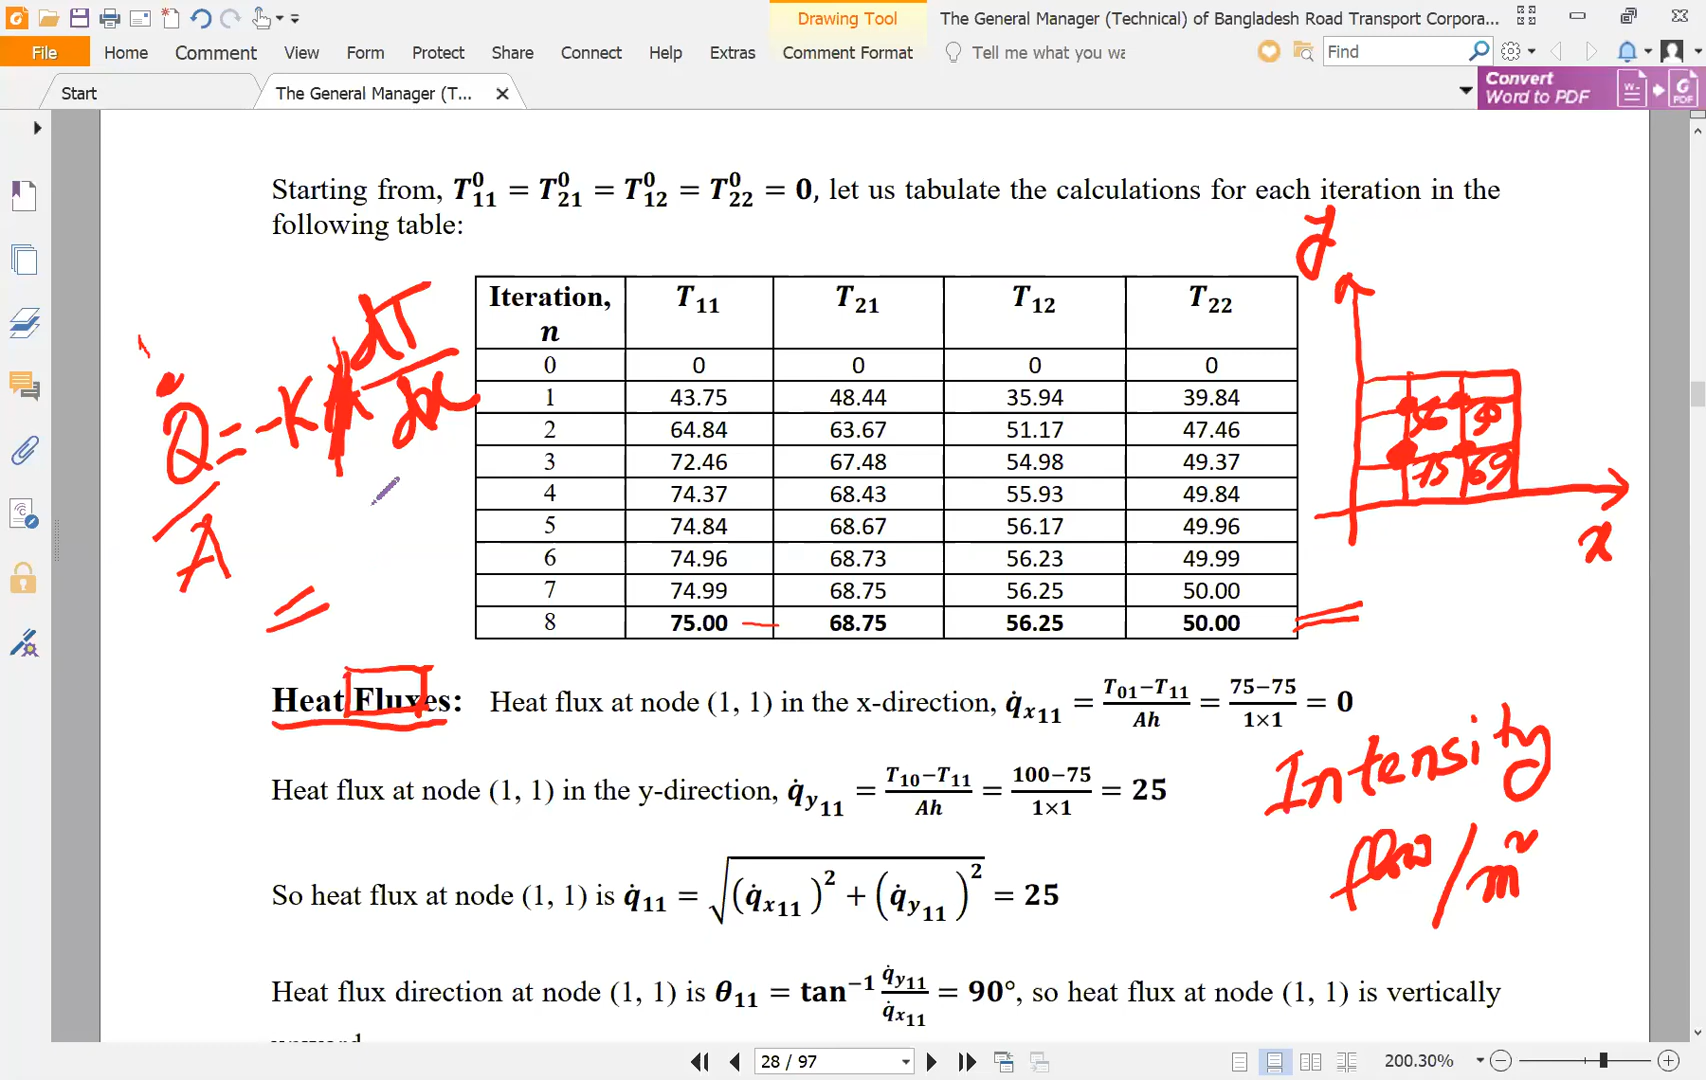 Drawing Tool
The General Manager (Technical) of Bangladesh Road Transport Corpora...
File Home Comment View Form Protect Share Connect Help Extras Comment Format Tell me what you wa Find
Start The General Manager (T...
Convert
Word to PDF
Starting from, T⁰₁₁ = T⁰₂₁ = T⁰₁₂ = T⁰₂₂ = 0, let us tabulate the calculations for each iteration in the
following table:
y
Iteration, n T₁₁ T₂₁ T₁₂ T₂₂
0 0 0 0 0
1 43.75 48.44 35.94 39.84
2 64.84 63.67 51.17 47.46
3 72.46 67.48 54.98 49.37
4 74.37 68.43 55.93 49.84
5 74.84 68.67 56.17 49.96
6 74.96 68.73 56.23 49.99
7 74.99 68.75 56.25 50.00
8 75.00 68.75 56.25 50.00
Q̇/A = -K dT/dx
56 50
75 69
x
Heat Fluxes: Heat flux at node (1, 1) in the x-direction, q̇ₓ₁₁ = (T₀₁−T₁₁)/(Ah) = (75−75)/(1×1) = 0
Heat flux at node (1, 1) in the y-direction, q̇_y₁₁ = (T₁₀−T₁₁)/(Ah) = (100−75)/(1×1) = 25
Intensity
flow/m²
So heat flux at node (1, 1) is q̇₁₁ = √((q̇ₓ₁₁)² + (q̇_y₁₁)²) = 25
Heat flux direction at node (1, 1) is θ₁₁ = tan⁻¹ q̇_y₁₁/q̇ₓ₁₁ = 90°, so heat flux at node (1, 1) is vertically
28 / 97
200.30%